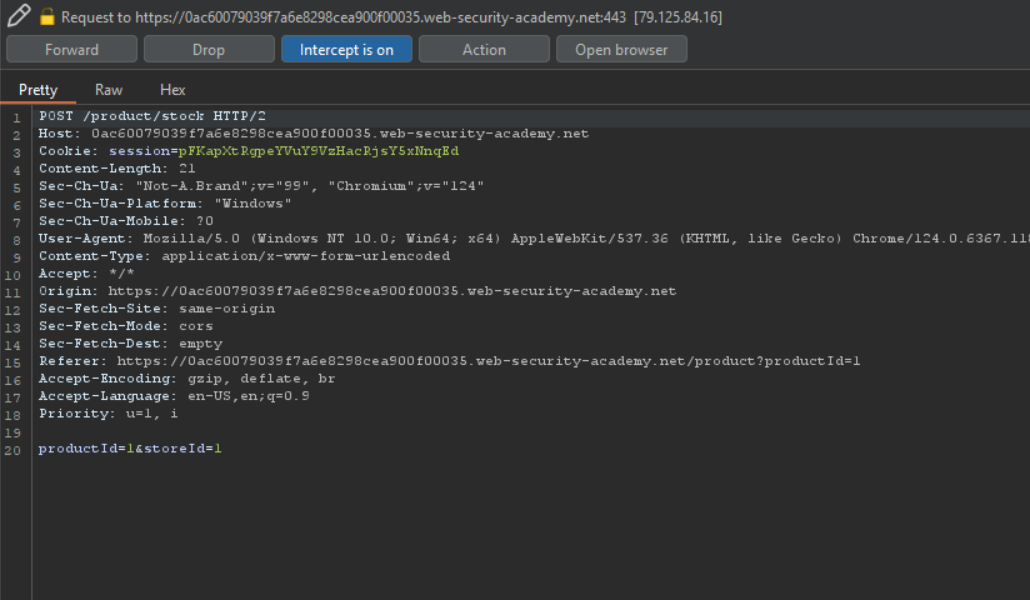 Request to https://0ac60079039f7a6e8298cea900f00035.web-security-academy.net:443 [79.125.84.16]
Forward Drop Intercept is on Action Open browser
Pretty Raw Hex
1 POST /product/stock HTTP/2
2 Host: 0ac60079039f7a6e8298cea900f00035.web-security-academy.net
3 Cookie: session=pFKapXtRgpeYVuY9VzHacRjsY5xNnqEd
4 Content-Length: 21
5 Sec-Ch-Ua: "Not-A.Brand";v="99", "Chromium";v="124"
6 Sec-Ch-Ua-Platform: "Windows"
7 Sec-Ch-Ua-Mobile: ?0
8 User-Agent: Mozilla/5.0 (Windows NT 10.0; Win64; x64) AppleWebKit/537.36 (KHTML, like Gecko) Chrome/124.0.6367.118
9 Content-Type: application/x-www-form-urlencoded
10 Accept: */*
11 Origin: https://0ac60079039f7a6e8298cea900f00035.web-security-academy.net
12 Sec-Fetch-Site: same-origin
13 Sec-Fetch-Mode: cors
14 Sec-Fetch-Dest: empty
15 Referer: https://0ac60079039f7a6e8298cea900f00035.web-security-academy.net/product?productId=1
16 Accept-Encoding: gzip, deflate, br
17 Accept-Language: en-US,en;q=0.9
18 Priority: u=1, i
19
20 productId=1&storeId=1